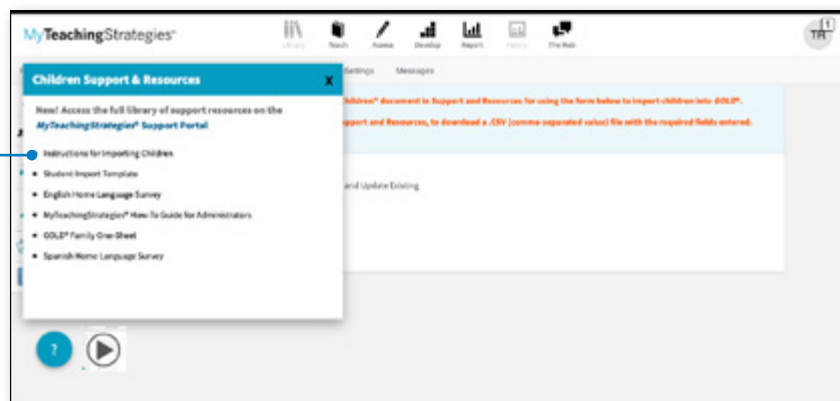 MyTeachingStrategies®
Library Teach Assess Develop Report Family The Hub
TR 1
Settings Messages
Children Support & Resources X
New! Access the full library of support resources on the
MyTeachingStrategies® Support Portal
• Instructions for Importing Children
• Student Import Template
• English Home Language Survey
• MyTeachingStrategies® How-To Guide for Administrators
• GOLD® Family One-Sheet
• Spanish Home Language Survey
Children" document in Support and Resources for using the form below to import children into GOLD®.
Support and Resources, to download a .CSV (comma separated value) file with the required fields entered.
and Update Existing
?